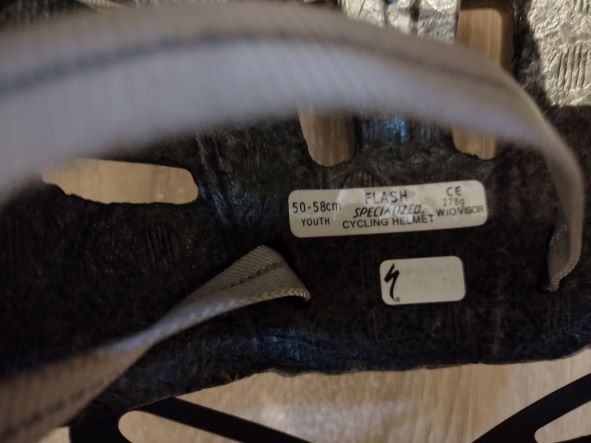 50-58cm
YOUTH
FLASH
SPECIALIZED
CYCLING HELMET
CE
278g
W/O VISOR